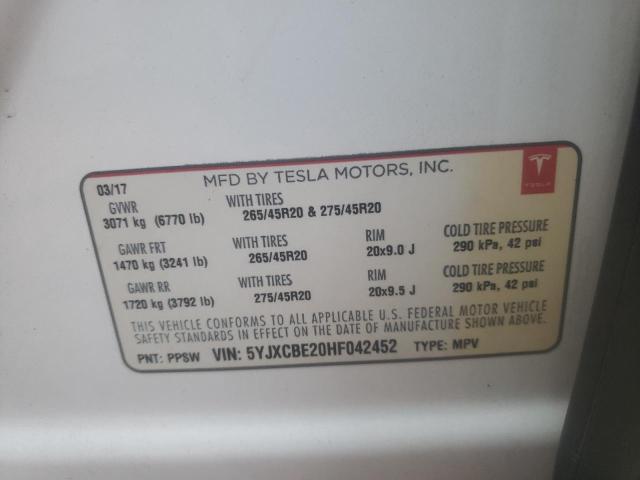 03/17 MFD BY TESLA MOTORS, INC. TESLA
GVWR WITH TIRES
3071 kg (6770 lb) 265/45R20 & 275/45R20
GAWR FRT WITH TIRES RIM COLD TIRE PRESSURE
1470 kg (3241 lb) 265/45R20 20x9.0 J 290 kPa, 42 psi
GAWR RR WITH TIRES RIM COLD TIRE PRESSURE
1720 kg (3792 lb) 275/45R20 20x9.5 J 290 kPa, 42 psi
THIS VEHICLE CONFORMS TO ALL APPLICABLE U.S. FEDERAL MOTOR VEHICLE
SAFETY STANDARDS IN EFFECT ON THE DATE OF MANUFACTURE SHOWN ABOVE.
PNT: PPSW VIN: 5YJXCBE20HF042452 TYPE: MPV